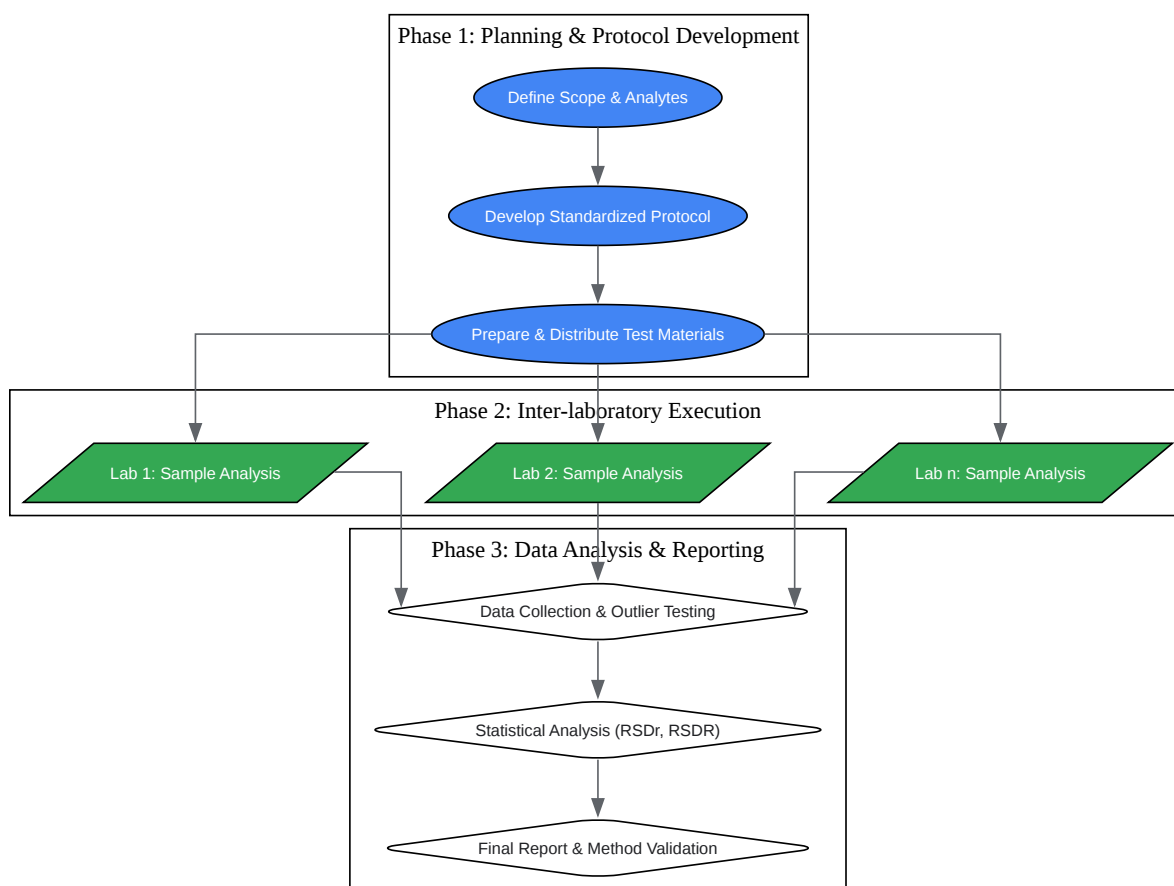 Phase 1: Planning & Protocol Development
Define Scope & Analytes
Develop Standardized Protocol
Prepare & Distribute Test Materials
Phase 2: Inter-laboratory Execution
Lab 1: Sample Analysis
Lab 2: Sample Analysis
Lab n: Sample Analysis
Phase 3: Data Analysis & Reporting
Data Collection & Outlier Testing
Statistical Analysis (RSDr, RSDR)
Final Report & Method Validation